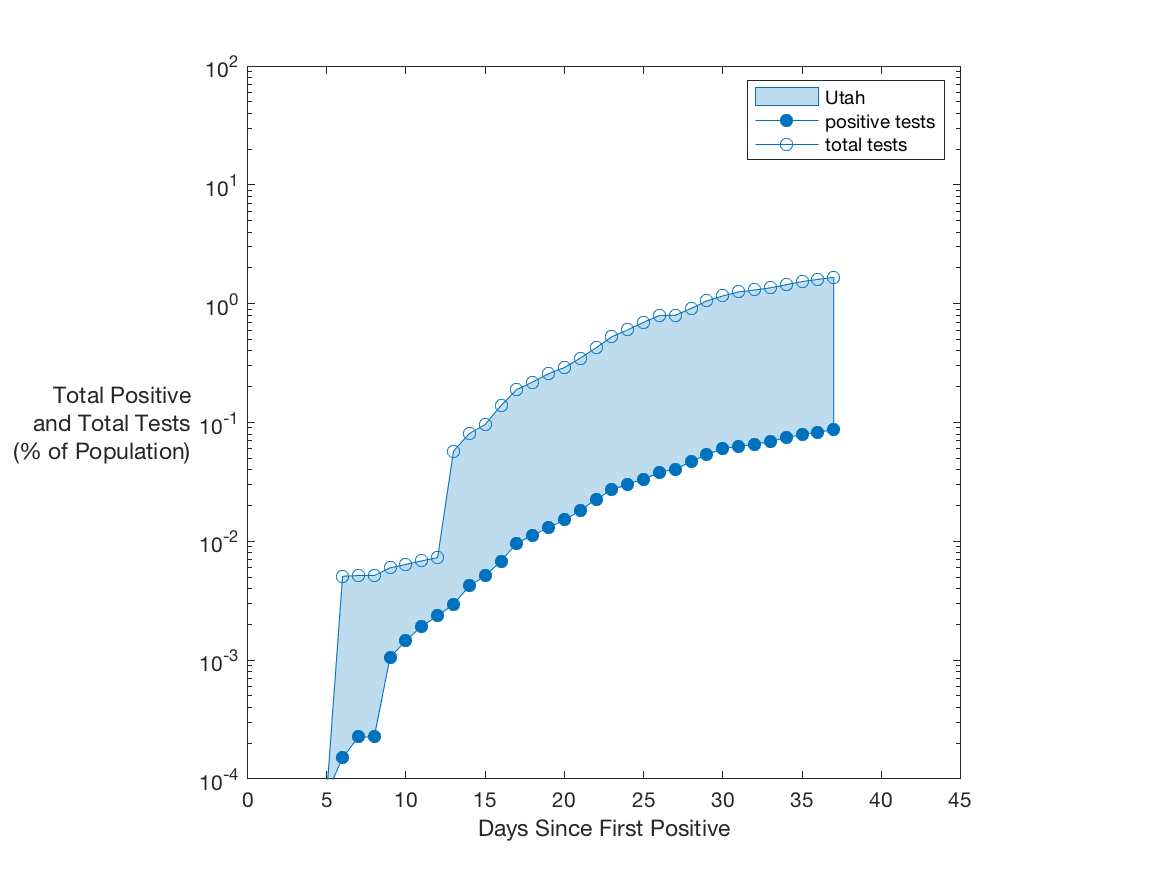 10^2
10^1
10^0
10^-1
10^-2
10^-3
10^-4
Total Positive
and Total Tests
(% of Population)
Utah
positive tests
total tests
0 5 10 15 20 25 30 35 40 45
Days Since First Positive